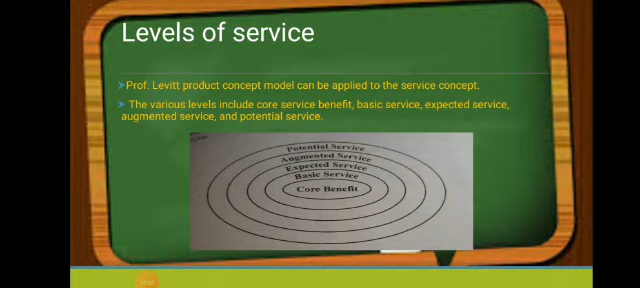 Levels of service
➤Prof. Levitt product concept model can be applied to the service concept.
➤ The various levels include core service benefit, basic service, expected service,
augmented service, and potential service.
Potential Service
Augmented Service
Expected Service
Basic Service
Core Benefit